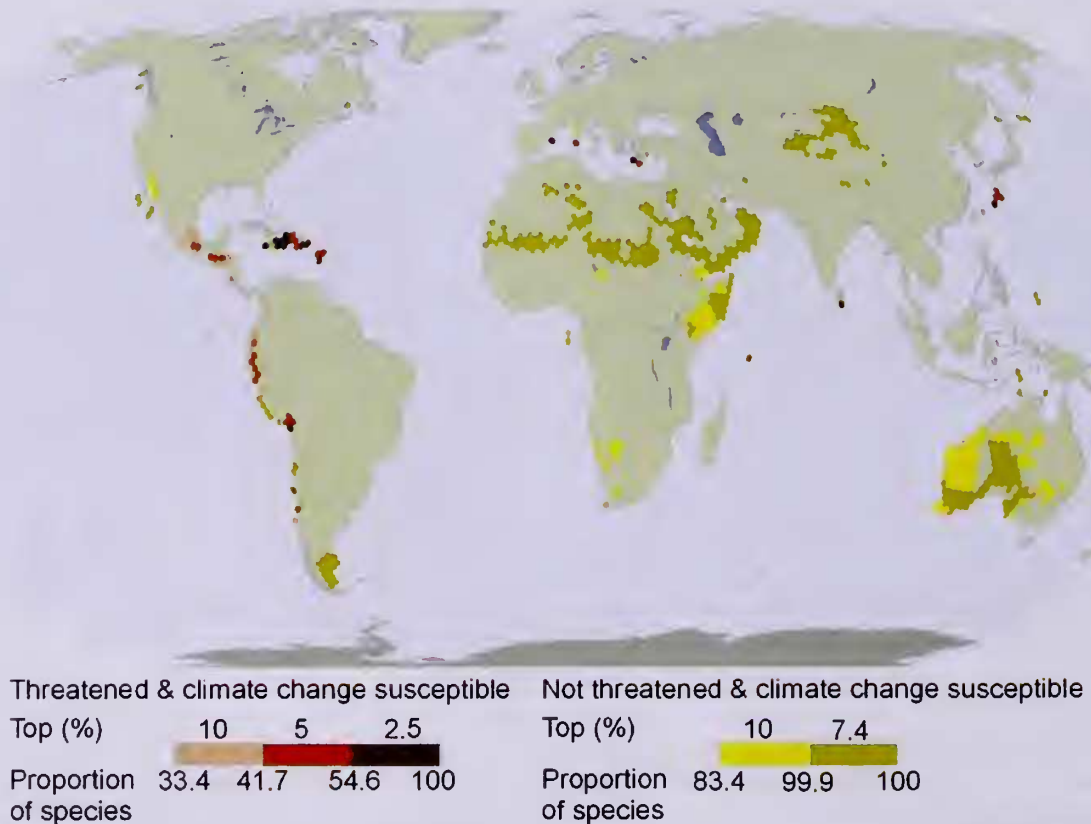 Threatened & climate change susceptible
Top (%) 10 5 2.5
Proportion of species 33.4 41.7 54.6 100
Not threatened & climate change susceptible
Top (%) 10 7.4
Proportion of species 83.4 99.9 100